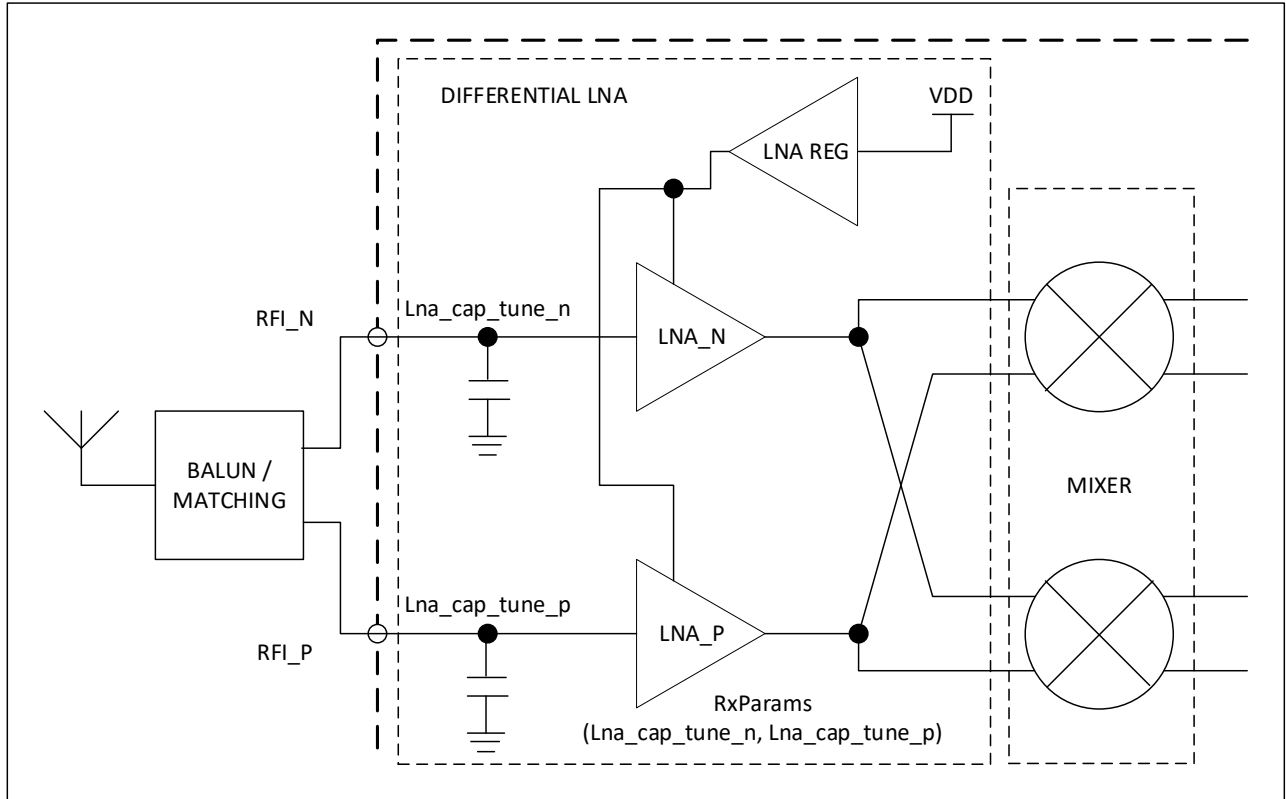 DIFFERENTIAL LNA
VDD
LNA REG
Lna_cap_tune_n
RFI_N
LNA_N
BALUN /
MATCHING
MIXER
Lna_cap_tune_p
LNA_P
RFI_P
RxParams
(Lna_cap_tune_n, Lna_cap_tune_p)